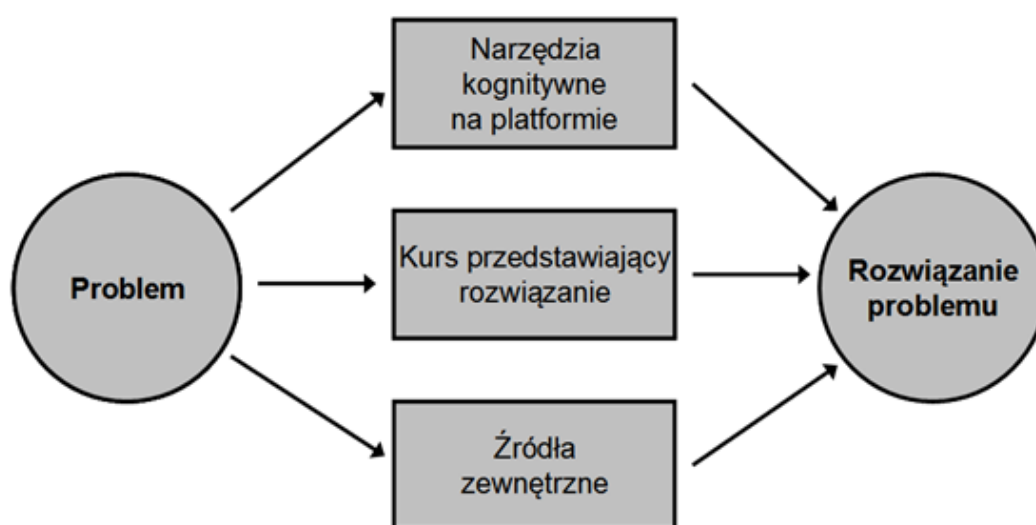 Narzędzia
kognitywne
na platformie
Problem
Kurs przedstawiający
rozwiązanie
Rozwiązanie
problemu
Źródła
zewnętrzne